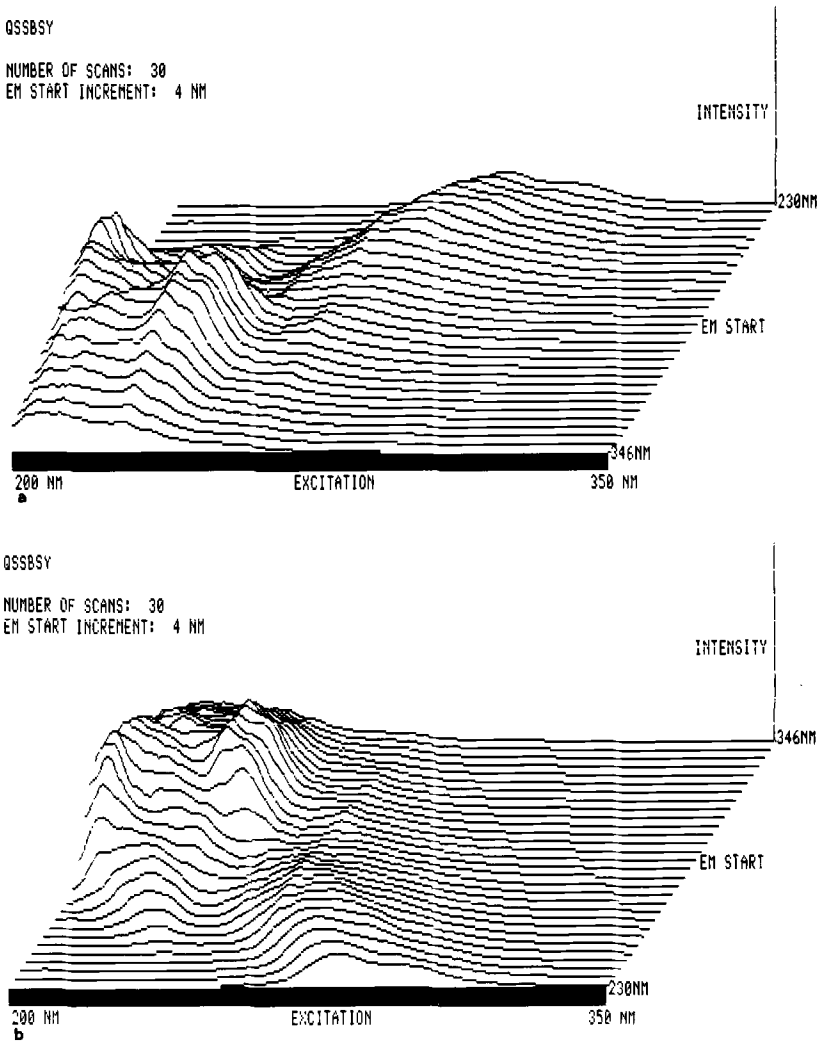 QSSBSY
NUMBER OF SCANS: 30
EM START INCREMENT: 4 NM
INTENSITY
230NM
EM START
346NM
200 NM EXCITATION 350 NM
a
QSSBSY
NUMBER OF SCANS: 30
EM START INCREMENT: 4 NM
INTENSITY
346NM
EM START
230NM
200 NM EXCITATION 350 NM
b